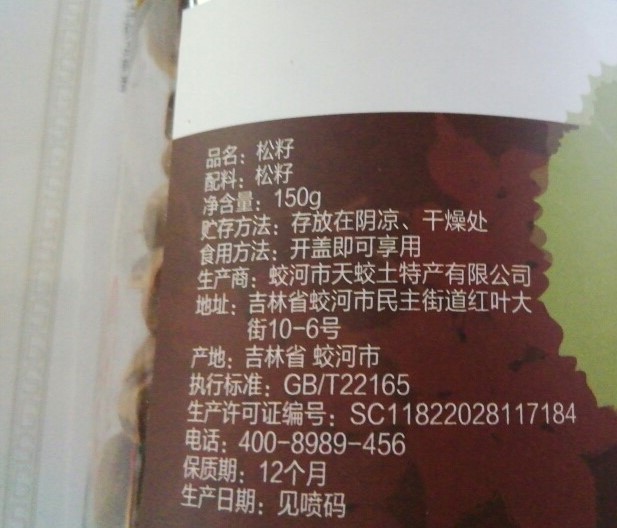 品名：松籽
配料：松籽
净含量：150g
贮存方法：存放在阴凉、干燥处
食用方法：开盖即可享用
生产商：蛟河市天蛟土特产有限公司
地址：吉林省蛟河市民主街道红叶大
街10-6号
产地：吉林省 蛟河市
执行标准：GB/T22165
生产许可证编号：SC11822028117184
电话：400-8989-456
保质期：12个月
生产日期：见喷码